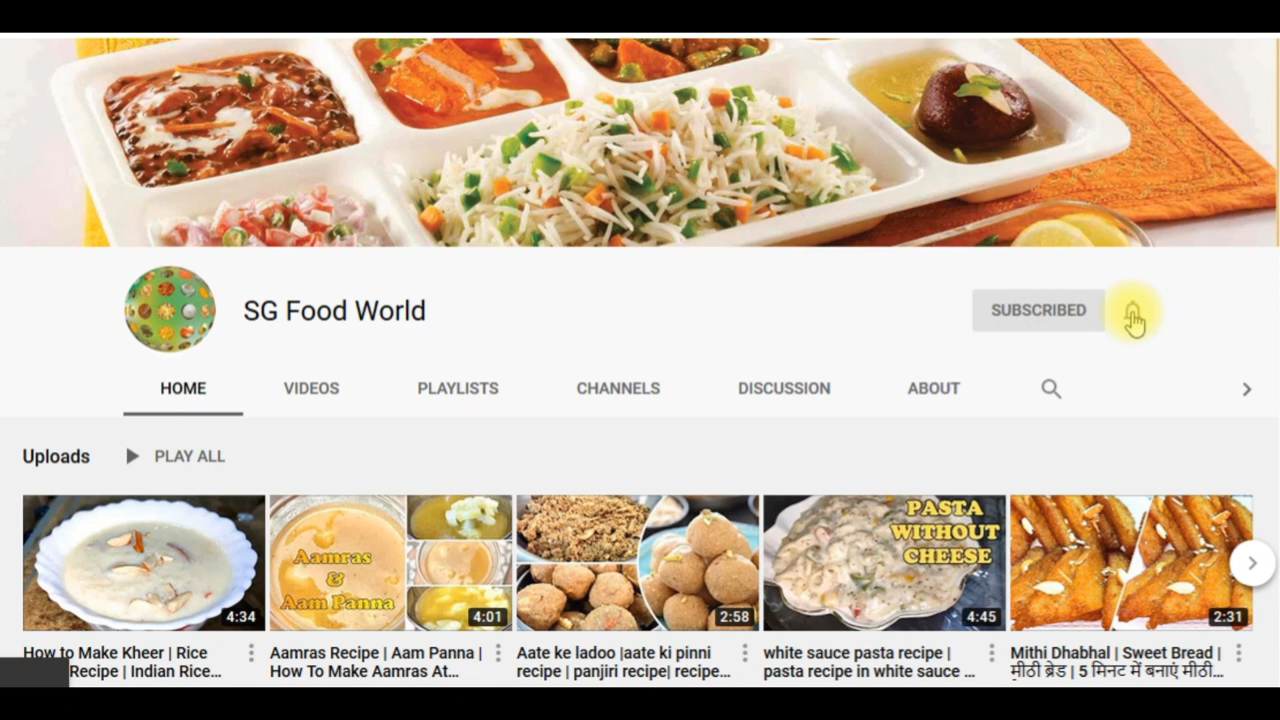 SG Food World
SUBSCRIBED
HOME VIDEOS PLAYLISTS CHANNELS DISCUSSION ABOUT
Uploads PLAY ALL
Aamras
&
Aam Panna
PASTA
WITHOUT
CHEESE
4:34
4:01
2:58
4:45
2:31
How to Make Kheer | Rice
Recipe | Indian Rice...
Aamras Recipe | Aam Panna |
How To Make Aamras At...
Aate ke ladoo |aate ki pinni
recipe | panjiri recipe| recipe...
white sauce pasta recipe |
pasta recipe in white sauce ...
Mithi Dhabhal | Sweet Bread |
मीठी ब्रेड | 5 मिनट में बनाएं मीठी...